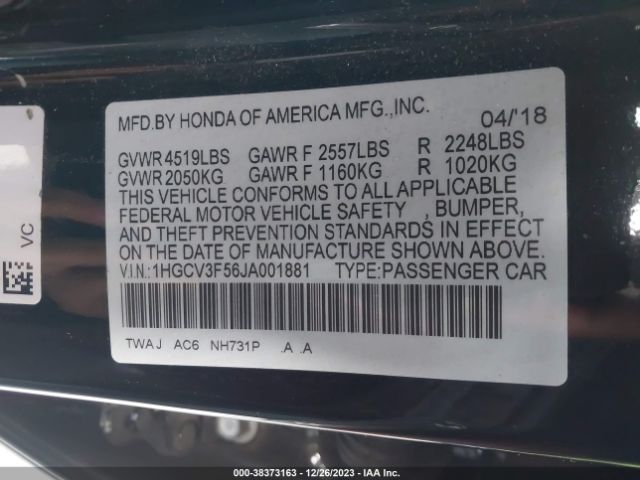 MFD.BY HONDA OF AMERICA MFG.,INC. 04/'18
GVWR 4519LBS GAWR F 2557LBS R 2248LBS
GVWR 2050KG GAWR F 1160KG R 1020KG
THIS VEHICLE CONFORMS TO ALL APPLICABLE
FEDERAL MOTOR VEHICLE SAFETY , BUMPER,
AND THEFT PREVENTION STANDARDS IN EFFECT
ON THE DATE OF MANUFACTURE SHOWN ABOVE.
V.I.N.:1HGCV3F56JA001881 TYPE:PASSENGER CAR
TWAJ AC6 NH731P .A .A
VC
000-38373163 / 12/26/2023 / IAA Inc.